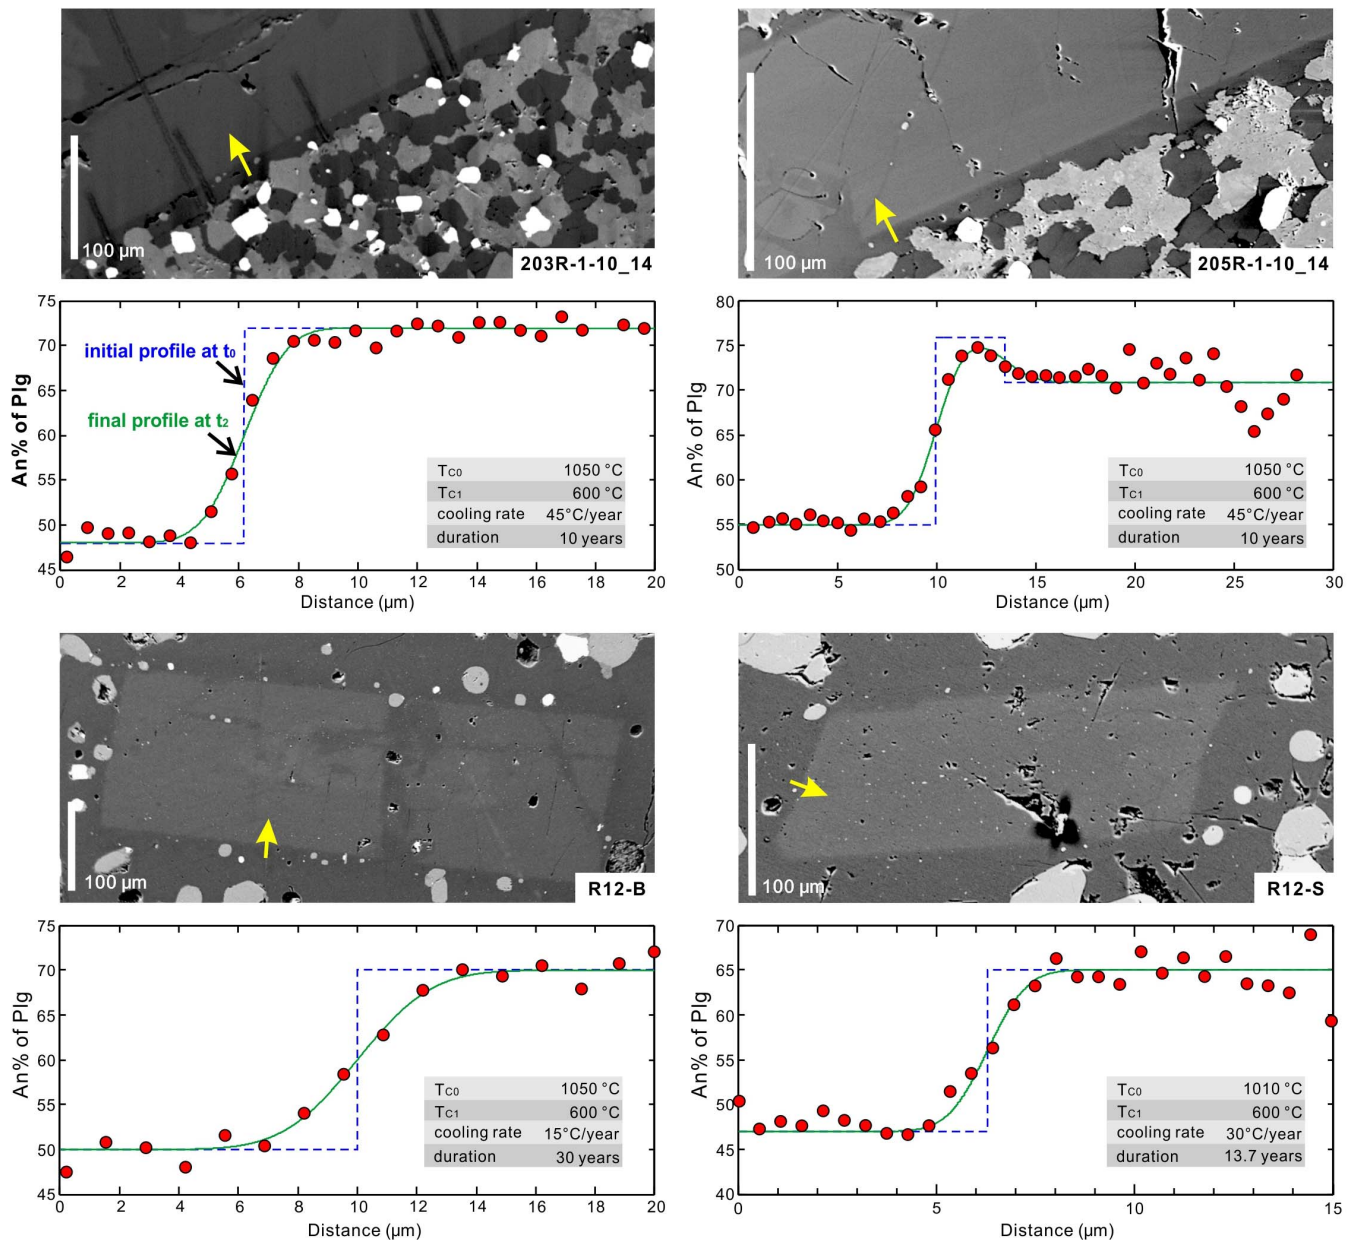 100 µm
203R-1-10_14
100 µm
205R-1-10_14
75
70
65
60
55
50
45
An% of Plg
initial profile at t0
final profile at t2
TC0 1050 °C
TC1 600 °C
cooling rate 45°C/year
duration 10 years
0 2 4 6 8 10 12 14 16 18 20
Distance (µm)
80
75
70
65
60
55
50
An% of Plg
TC0 1050 °C
TC1 600 °C
cooling rate 45°C/year
duration 10 years
0 5 10 15 20 25 30
Distance (µm)
100 µm
R12-B
100 µm
R12-S
75
70
65
60
55
50
45
An% of Plg
TC0 1050 °C
TC1 600 °C
cooling rate 15°C/year
duration 30 years
0 2 4 6 8 10 12 14 16 18 20
Distance (µm)
70
65
60
55
50
45
40
An% of Plg
TC0 1010 °C
TC1 600 °C
cooling rate 30°C/year
duration 13.7 years
0 5 10 15
Distance (µm)